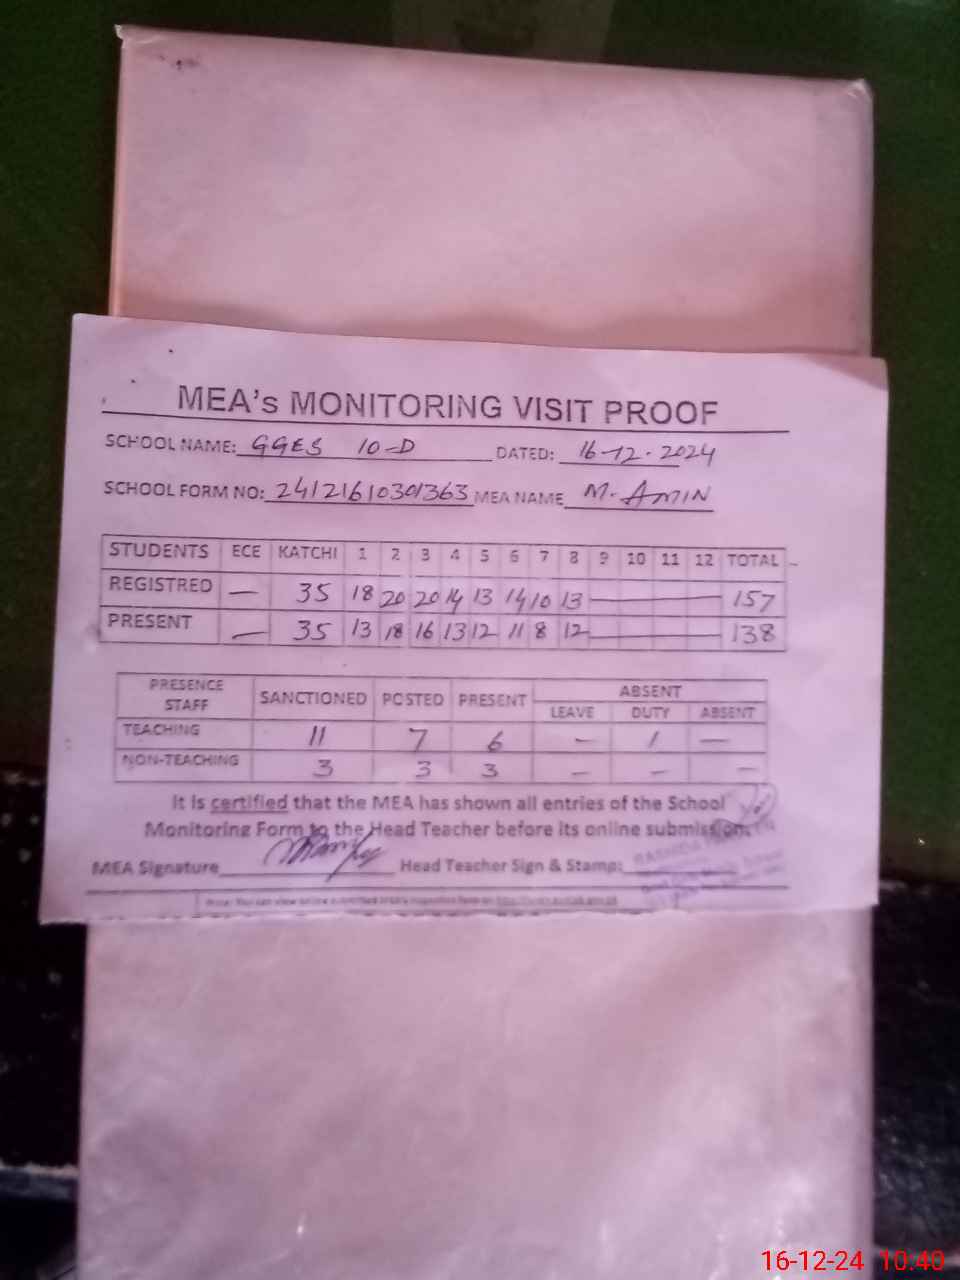 MEA's MONITORING VISIT PROOF
SCHOOL NAME: GGES 10-D DATED: 16-12-2024
SCHOOL FORM NO: 24121610301363 MEA NAME M. AMIN
STUDENTS ECE KATCHI 1 2 3 4 5 6 7 8 9 10 11 12 TOTAL
REGISTRED — 35 18 20 20 14 13 14 10 13 — 157
PRESENT — 35 13 18 16 13 12 11 8 12 — 138
PRESENCE STAFF SANCTIONED POSTED PRESENT ABSENT
LEAVE DUTY ABSENT
TEACHING 11 7 6 — 1 —
NON-TEACHING 3 3 3 — — —
It is certified that the MEA has shown all entries of the School
Monitoring Form to the Head Teacher before its online submission.
MEA Signature Head Teacher Sign & Stamp:
16-12-24 10:40